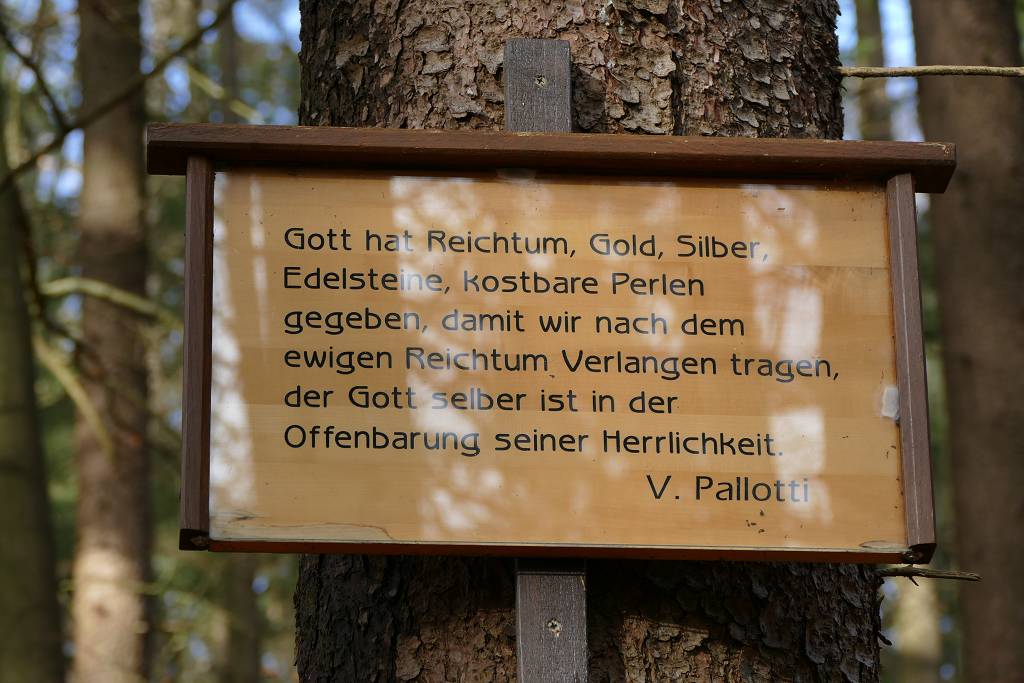 Gott hat Reichtum, Gold, Silber,
Edelsteine, kostbare Perlen
gegeben, damit wir nach dem
ewigen Reichtum Verlangen tragen,
der Gott selber ist in der
Offenbarung seiner Herrlichkeit.
V. Pallotti